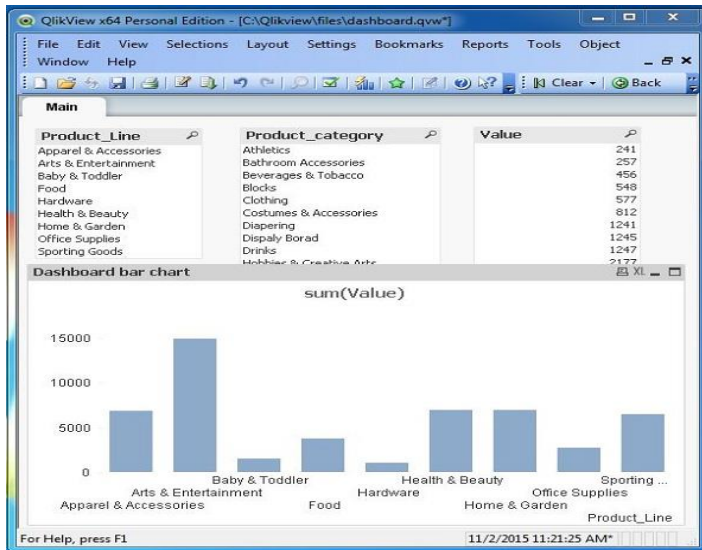 QlikView x64 Personal Edition - [C:\Qlikview\files\dashboard.qvw*]
File Edit View Selections Layout Settings Bookmarks Reports Tools Object
Window Help
Clear Back
Main
Product_Line
Apparel & Accessories
Arts & Entertainment
Baby & Toddler
Food
Hardware
Health & Beauty
Home & Garden
Office Supplies
Sporting Goods
Product_category
Athletics
Bathroom Accessories
Beverages & Tobacco
Blocks
Clothing
Costumes & Accessories
Diapering
Dispaly Borad
Drinks
Hobbies & Creative Arts
Value
241
257
456
548
577
812
1241
1245
1247
2177
Dashboard bar chart XL
sum(Value)
15000
10000
5000
0
Baby & Toddler Health & Beauty Sporting ...
Arts & Entertainment Hardware Office Supplies
Apparel & Accessories Food Home & Garden
Product_Line
For Help, press F1 11/2/2015 11:21:25 AM*